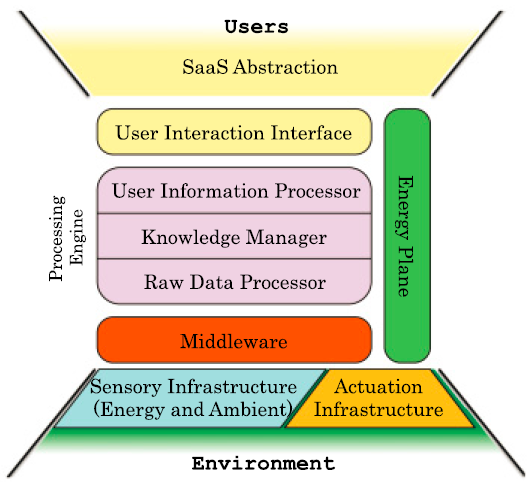 Users
SaaS Abstraction
User Interaction Interface
User Information Processor
Knowledge Manager
Raw Data Processor
Processing
Engine
Energy Plane
Middleware
Sensory Infrastructure
(Energy and Ambient)
Actuation
Infrastructure
Environment